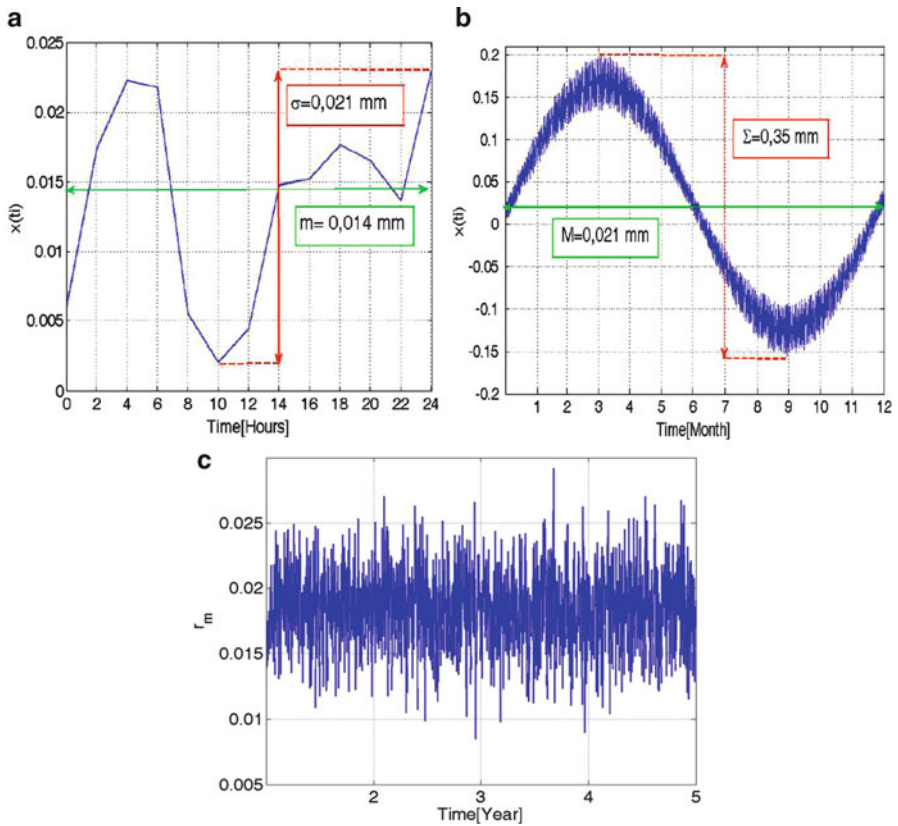 a
0.025
0.02
0.015
0.01
0.005
0
x(ti)
0 2 4 6 8 10 12 14 16 18 20 22 24
Time[Hours]
σ=0,021 mm
m= 0,014 mm
b
0.2
0.15
0.1
0.05
0
-0.05
-0.1
-0.15
-0.2
x(ti)
1 2 3 4 5 6 7 8 9 10 11 12
Time[Month]
Σ=0,35 mm
M=0,021 mm
c
0.025
0.02
0.015
0.01
0.005
r_m
2 3 4 5
Time[Year]